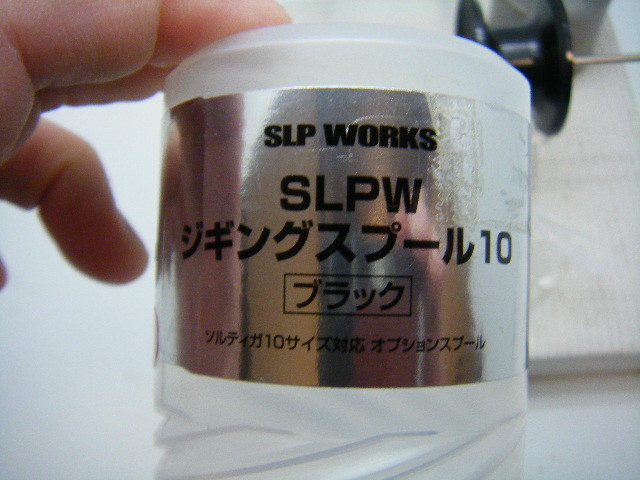 SLP WORKS
SLPW
ジギングスプール10
ブラック
ソルティガ10サイズ対応 オプションスプール